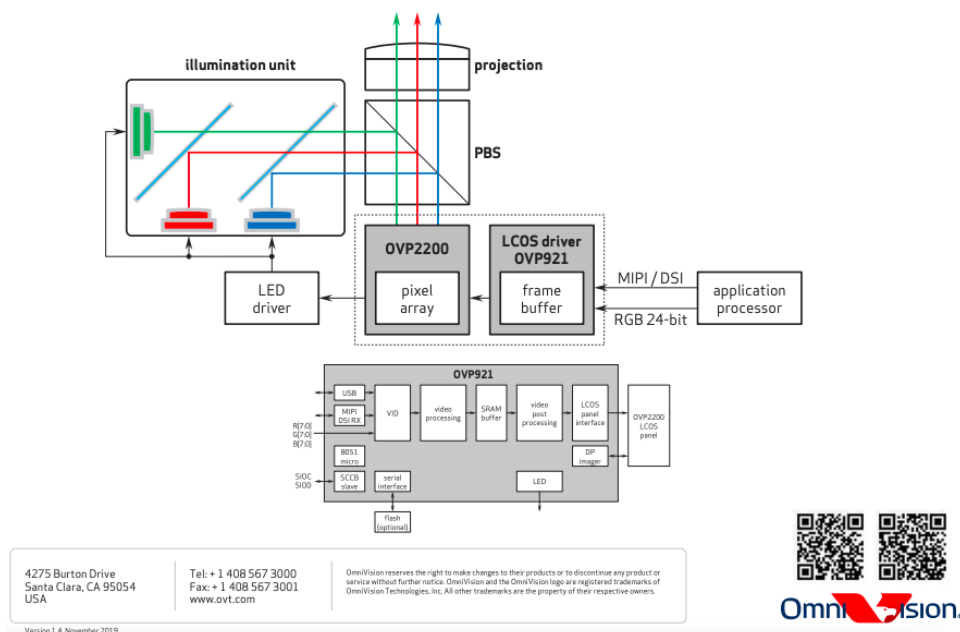 illumination unit
projection
PBS
OVP2200
pixel
array
LCOS driver
OVP921
frame
buffer
MIPI / DSI
RGB 24-bit
application
processor
LED
driver
OVP921
USB
MIPI
DSI RX
R[7:0]
G[7:0]
B[7:0]
VID
video
processing
SRAM
buffer
video
post
processing
LCOS
panel
interface
OVP2200
LCOS
panel
8051
micro
DP
imager
SIOC
SIOD
SCCB
slave
serial
interface
LED
flash
(optional)
4275 Burton Drive
Santa Clara, CA 95054
USA
Tel: + 1 408 567 3000
Fax: + 1 408 567 3001
www.ovt.com
OmniVision reserves the right to make changes to their products or to discontinue any product or
service without further notice. OmniVision and the OmniVision logo are registered trademarks of
OmniVision Technologies, Inc. All other trademarks are the property of their respective owners.
OmniVision
Version 1.4, November 2019